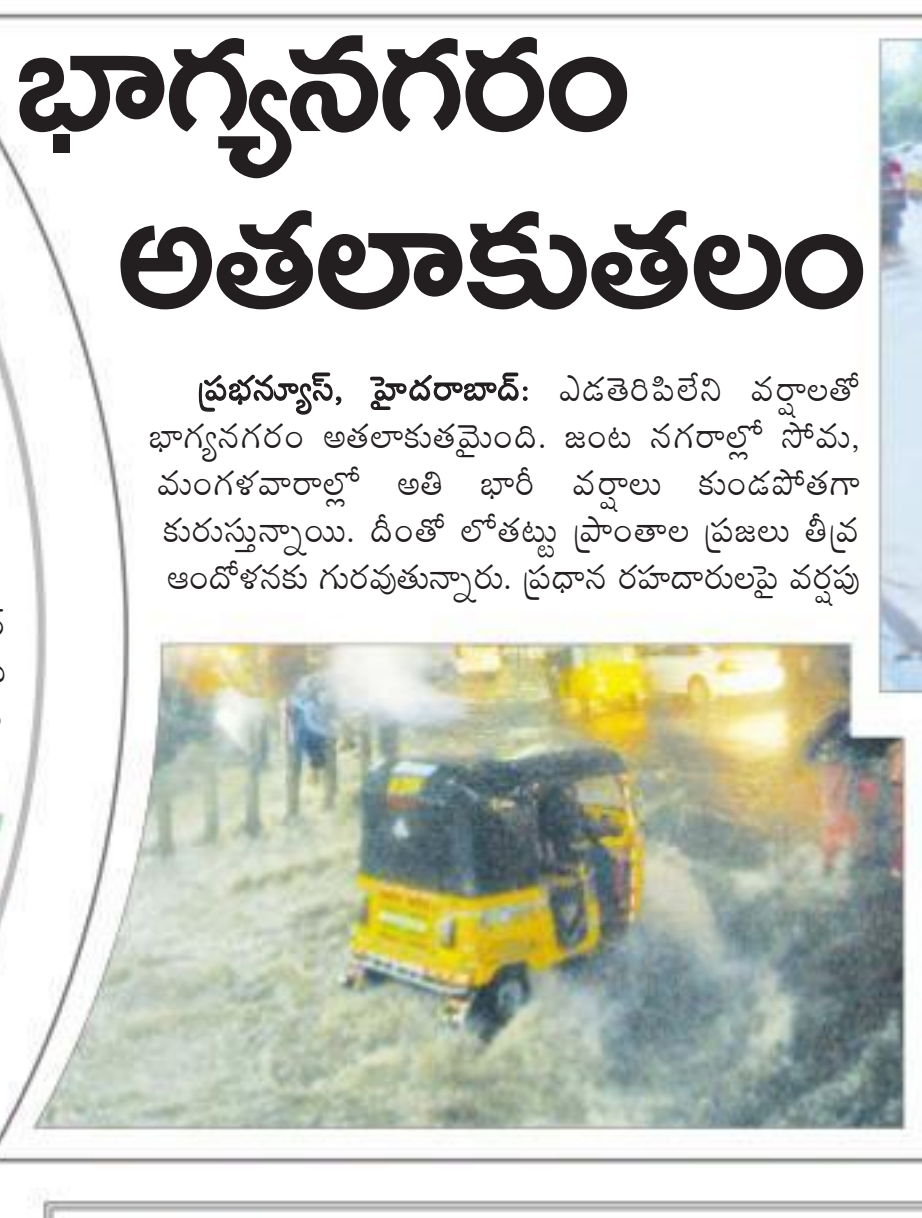 భాగ్యనగరం
అతలాకుతలం
ప్రభన్యూస్, హైదరాబాద్: ఎడతెరిపిలేని వర్షాలతో
భాగ్యనగరం అతలాకుతమైంది. జంట నగరాల్లో సోమ,
మంగళవారాల్లో అతి భారీ వర్షాలు కుండపోతగా
కురుస్తున్నాయి. దీంతో లోతట్టు ప్రాంతాల ప్రజలు తీవ్ర
ఆందోళనకు గురవుతున్నారు. ప్రధాన రహదారులపై వర్షపు